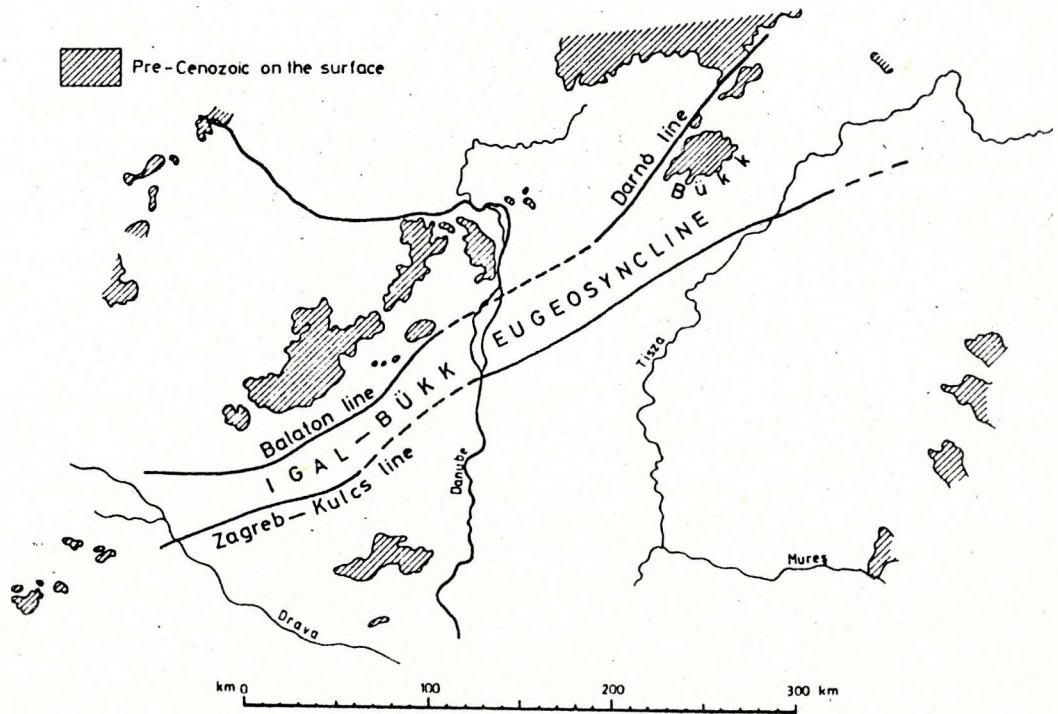 Pre-Cenozoic on the surface
Darnó line
Bükk
IGAL–BÜKK EUGEOSYNCLINE
Tisza
Balaton line
Danube
Zagreb–Kulcs line
Mureş
Drava
km 0 100 200 300 km